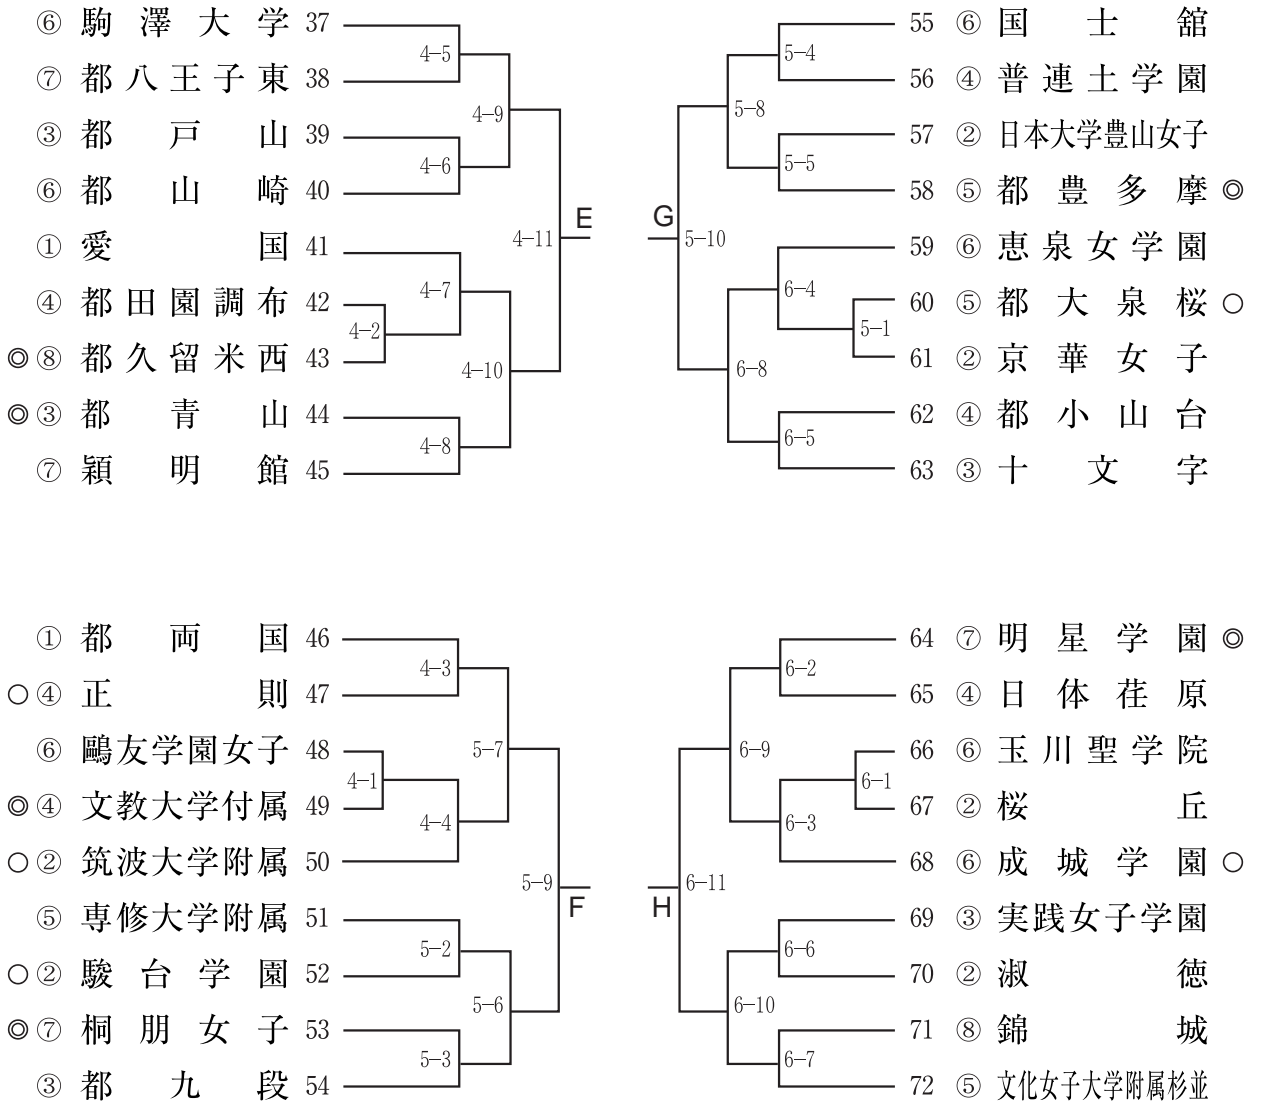 ⑥ 駒澤大学 37
⑦ 都八王子東 38
③ 都戸山 39
⑥ 都山崎 40
① 愛国 41
④ 都田園調布 42
◎ ⑧ 都久留米西 43
◎ ③ 都青山 44
⑦ 穎明館 45
4-5
4-9
4-6
4-11
E
4-7
4-2
4-10
4-8
55 ⑥ 国士舘
56 ④ 普連土学園
57 ② 日本大学豊山女子
58 ⑤ 都豊多摩 ◎
59 ⑥ 恵泉女学園
60 ⑤ 都大泉桜 ○
61 ② 京華女子
62 ④ 都小山台
63 ③ 十文字
5-4
5-8
5-5
G
5-10
6-4
5-1
6-8
6-5
① 都両国 46
○ ④ 正則 47
⑥ 鷗友学園女子 48
◎ ④ 文教大学付属 49
○ ② 筑波大学附属 50
⑤ 専修大学附属 51
○ ② 駿台学園 52
◎ ⑦ 桐朋女子 53
③ 都九段 54
4-3
5-7
4-1
4-4
5-9
F
5-2
5-6
5-3
64 ⑦ 明星学園 ◎
65 ④ 日体荏原
66 ⑥ 玉川聖学院
67 ② 桜丘
68 ⑥ 成城学園 ○
69 ③ 実践女子学園
70 ② 淑徳
71 ⑧ 錦城
72 ⑤ 文化女子大学附属杉並
6-2
6-9
6-1
6-3
6-11
H
6-6
6-10
6-7